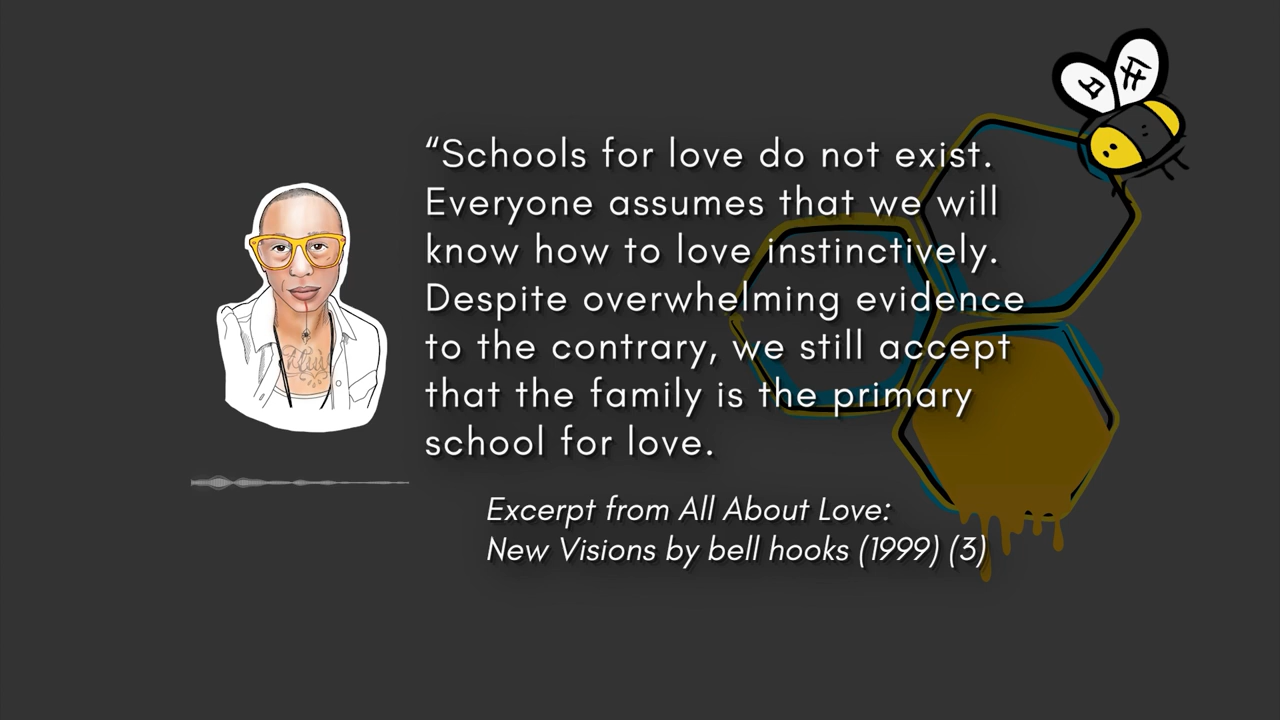 “Schools for love do not exist.
Everyone assumes that we will
know how to love instinctively.
Despite overwhelming evidence
to the contrary, we still accept
that the family is the primary
school for love.
Excerpt from All About Love:
New Visions by bell hooks (1999) (3)